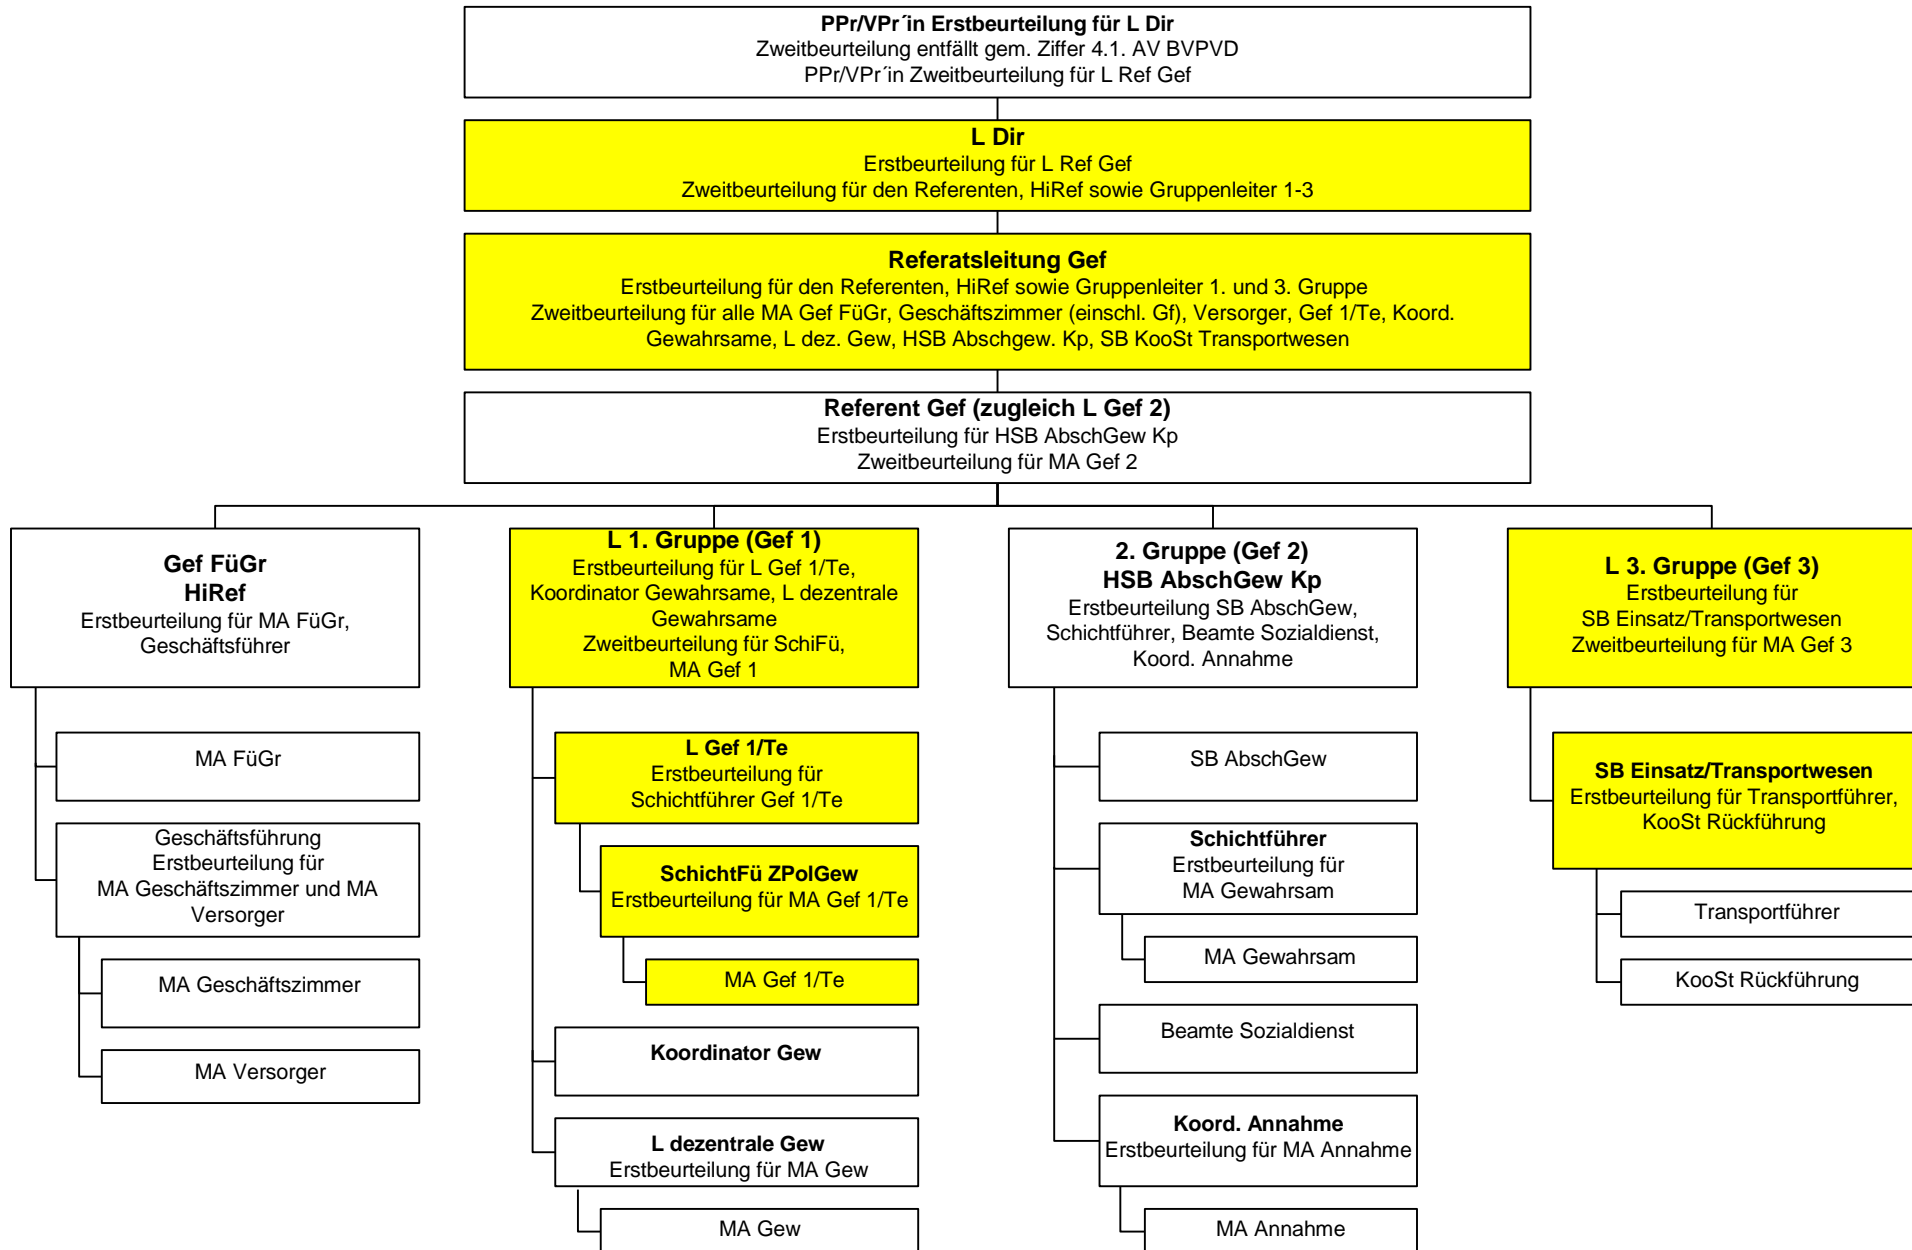 PPr/VPr´in Erstbeurteilung für L Dir
Zweitbeurteilung entfällt gem. Ziffer 4.1. AV BVPVD
PPr/VPr´in Zweitbeurteilung für L Ref Gef
L Dir
Erstbeurteilung für L Ref Gef
Zweitbeurteilung für den Referenten, HiRef sowie Gruppenleiter 1-3
Referatsleitung Gef
Erstbeurteilung für den Referenten, HiRef sowie Gruppenleiter 1. und 3. Gruppe
Zweitbeurteilung für alle MA Gef FüGr, Geschäftszimmer (einschl. Gf), Versorger, Gef 1/Te, Koord.
Gewahrsame, L dez. Gew, HSB Abschgew. Kp, SB KooSt Transportwesen
Referent Gef (zugleich L Gef 2)
Erstbeurteilung für HSB AbschGew Kp
Zweitbeurteilung für MA Gef 2
Gef FüGr
HiRef
Erstbeurteilung für MA FüGr,
Geschäftsführer
MA FüGr
Geschäftsführung
Erstbeurteilung für
MA Geschäftszimmer und MA
Versorger
MA Geschäftszimmer
MA Versorger
L 1. Gruppe (Gef 1)
Erstbeurteilung für L Gef 1/Te,
Koordinator Gewahrsame, L dezentrale
Gewahrsame
Zweitbeurteilung für SchiFü,
MA Gef 1
L Gef 1/Te
Erstbeurteilung für
Schichtführer Gef 1/Te
SchichtFü ZPolGew
Erstbeurteilung für MA Gef 1/Te
MA Gef 1/Te
Koordinator Gew
L dezentrale Gew
Erstbeurteilung für MA Gew
MA Gew
2. Gruppe (Gef 2)
HSB AbschGew Kp
Erstbeurteilung SB AbschGew,
Schichtführer, Beamte Sozialdienst,
Koord. Annahme
SB AbschGew
Schichtführer
Erstbeurteilung für
MA Gewahrsam
MA Gewahrsam
Beamte Sozialdienst
Koord. Annahme
Erstbeurteilung für MA Annahme
MA Annahme
L 3. Gruppe (Gef 3)
Erstbeurteilung für
SB Einsatz/Transportwesen
Zweitbeurteilung für MA Gef 3
SB Einsatz/Transportwesen
Erstbeurteilung für Transportführer,
KooSt Rückführung
Transportführer
KooSt Rückführung